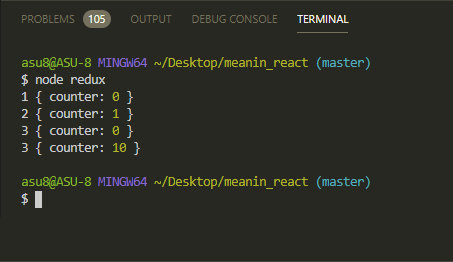 PROBLEMS 105 OUTPUT DEBUG CONSOLE TERMINAL
asu8@ASU-8 MINGW64 ~/Desktop/meanin_react (master)
$ node redux
1 { counter: 0 }
2 { counter: 1 }
3 { counter: 0 }
3 { counter: 10 }
asu8@ASU-8 MINGW64 ~/Desktop/meanin_react (master)
$